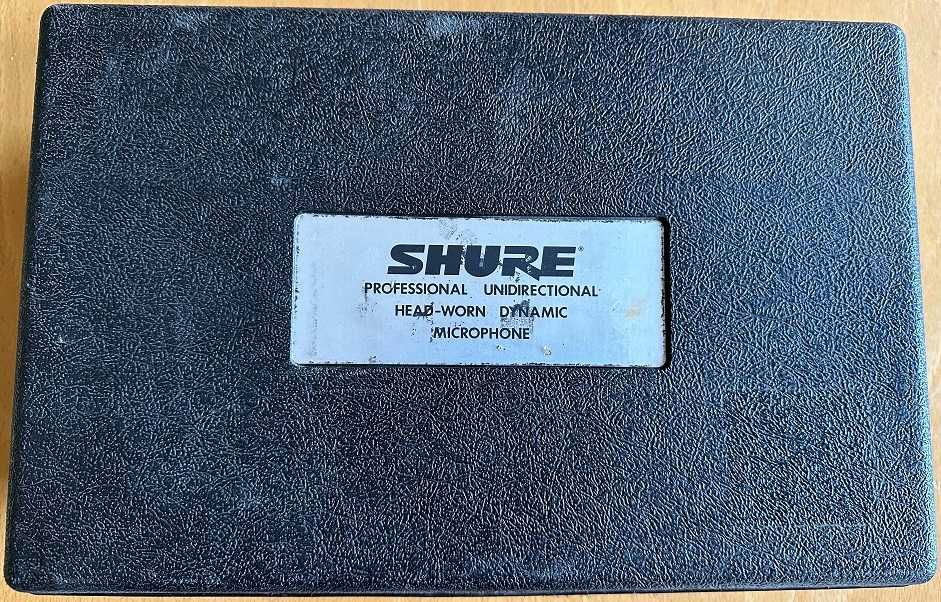 SHURE®
PROFESSIONAL UNIDIRECTIONAL
HEAD-WORN DYNAMIC
MICROPHONE